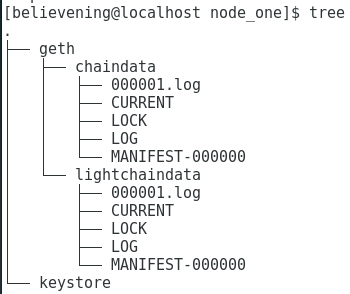 [believening@localhost node_one]$ tree
.
├── geth
│   ├── chaindata
│   │   ├── 000001.log
│   │   ├── CURRENT
│   │   ├── LOCK
│   │   ├── LOG
│   │   └── MANIFEST-000000
│   └── lightchaindata
│       ├── 000001.log
│       ├── CURRENT
│       ├── LOCK
│       ├── LOG
│       └── MANIFEST-000000
└── keystore